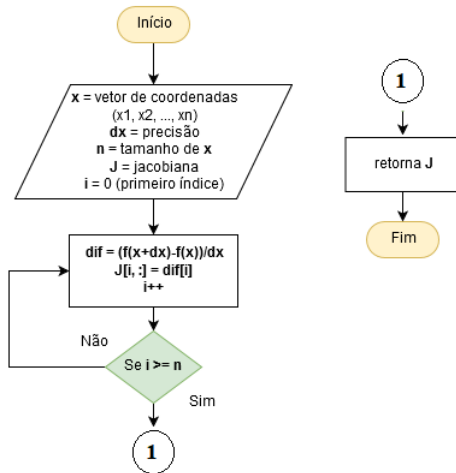 Início
x = vetor de coordenadas
(x1, x2, ..., xn)
dx = precisão
n = tamanho de x
J = jacobiana
i = 0 (primeiro índice)
dif = (f(x+dx)-f(x))/dx
J[i, :] = dif[i]
i++
Não
Se i >= n
Sim
1
1
retorna J
Fim